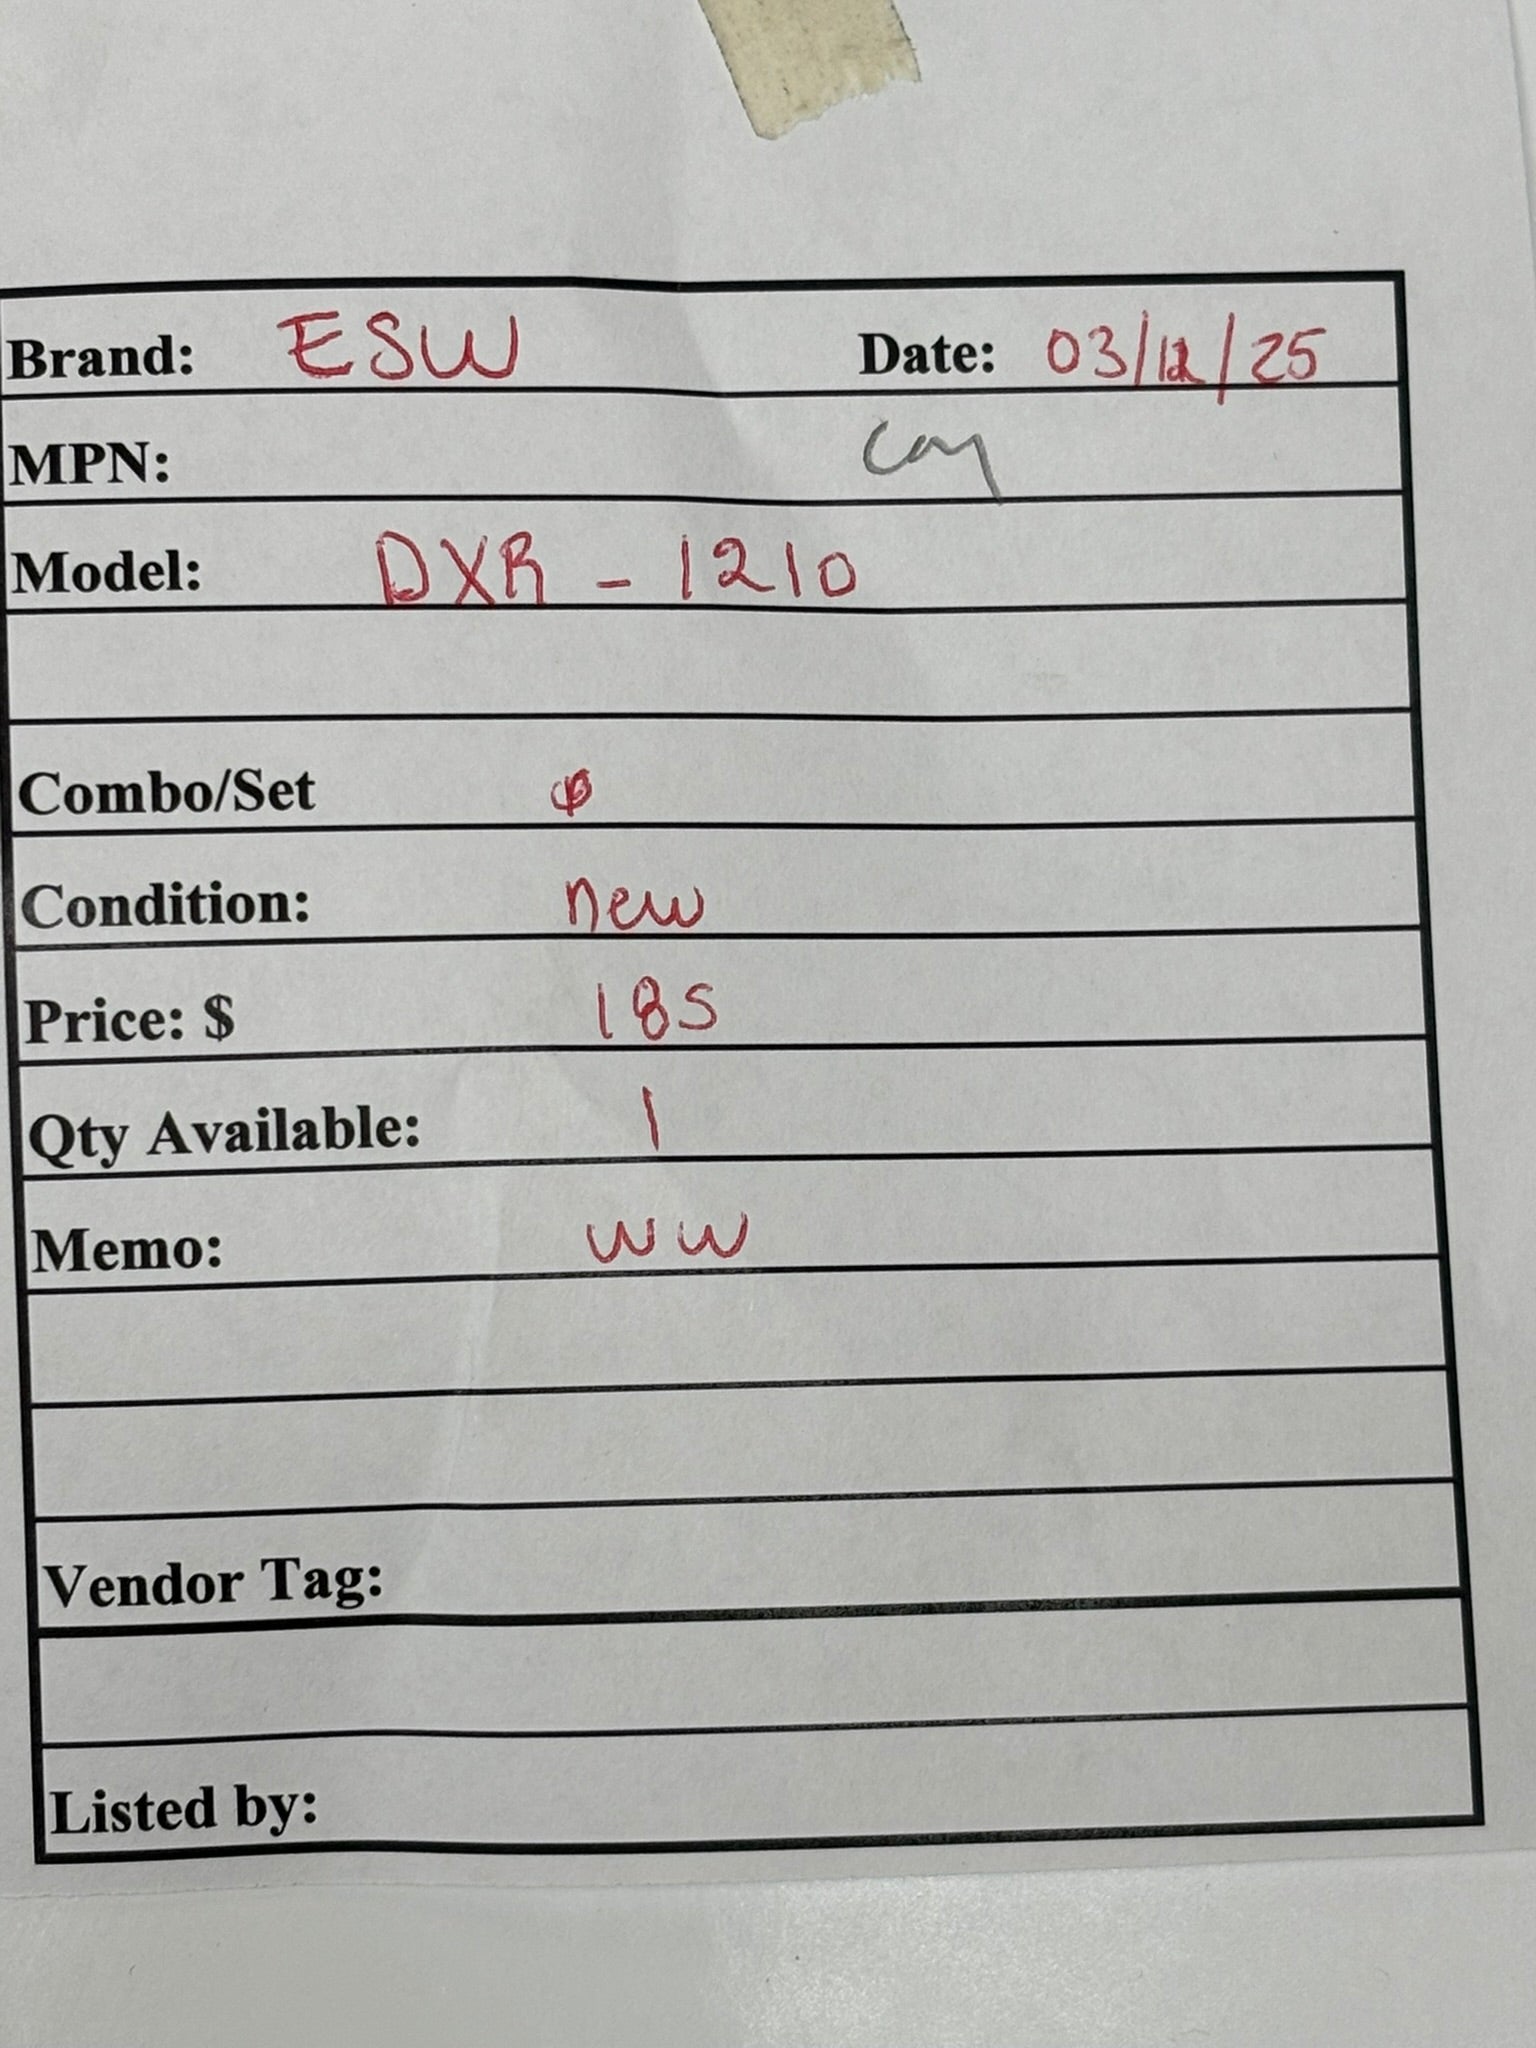 Brand: ESW Date: 03/12/25
MPN:
Model: DXR - 1210
Combo/Set
Condition: new
Price: $ 185
Qty Available: 1
Memo: WW
Vendor Tag:
Listed by: